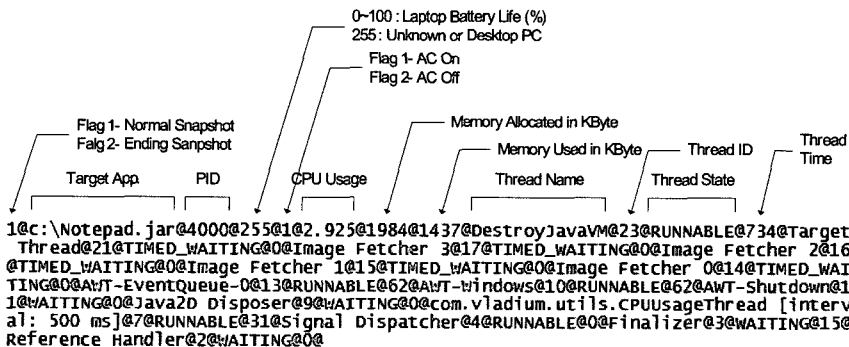 0~100 : Laptop Battery Life (%)
255 : Unknown or Desktop PC
Flag 1- AC On
Flag 2- AC Off
Flag 1- Normal Snapshot
Falg 2- Ending Sanpshot
Memory Allocated in KByte
Memory Used in KByte
Thread ID
Thread Time
Target App.
PID
CPU Usage
Thread Name
Thread State
1@c:\Notepad.jar@4000@255@1@2.925@1984@1437@DestroyJavaVM@23@RUNNABLE@734@Target
Thread@21@TIMED_WAITING@0@Image Fetcher 3@17@TIMED_WAITING@0@Image Fetcher 2@16
@TIMED_WAITING@0@Image Fetcher 1@15@TIMED_WAITING@0@Image Fetcher 0@14@TIMED_WAI
TING@0@AWT-EventQueue-0@13@RUNNABLE@62@AWT-Windows@10@RUNNABLE@62@AWT-Shutdown@1
1@WAITING@0@Java2D Disposer@9@WAITING@0@com.vladium.utils.CPUUsageThread [interv
al: 500 ms]@7@RUNNABLE@31@Signal Dispatcher@4@RUNNABLE@0@Finalizer@3@WAITING@15@
Reference Handler@2@WAITING@0@